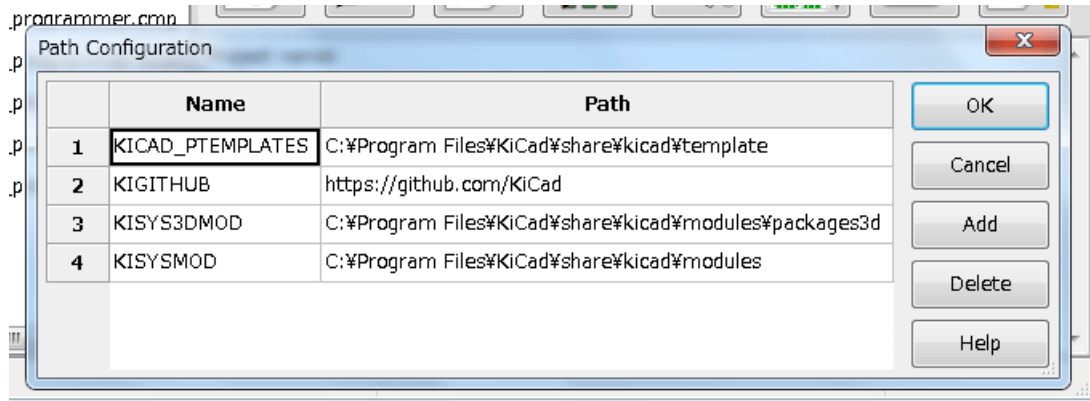 programmer.cmp
Path Configuration
Name Path
1 KICAD_PTEMPLATES C:¥Program Files¥KiCad¥share¥kicad¥template
2 KIGITHUB https://github.com/KiCad
3 KISYS3DMOD C:¥Program Files¥KiCad¥share¥kicad¥modules¥packages3d
4 KISYSMOD C:¥Program Files¥KiCad¥share¥kicad¥modules
OK
Cancel
Add
Delete
Help